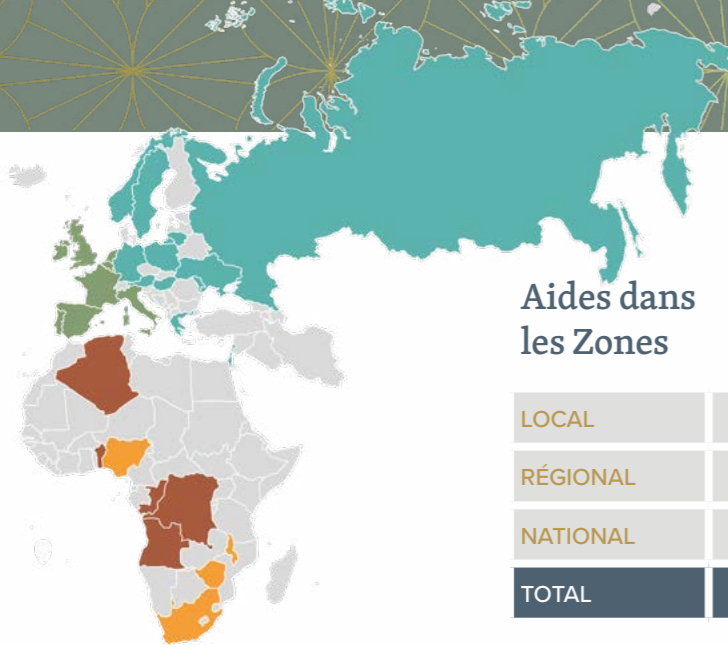 Aides dans
les Zones
LOCAL
RÉGIONAL
NATIONAL
TOTAL